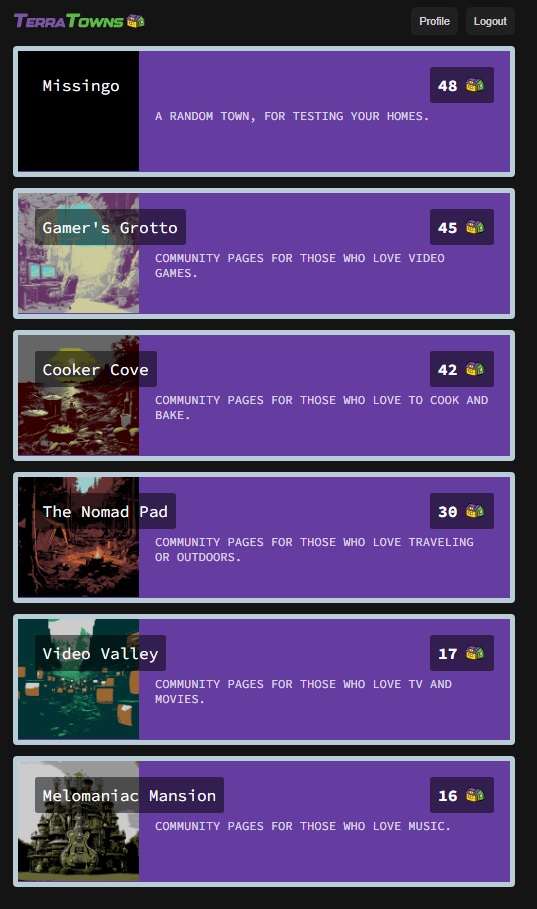 TERRATOWNS
Profile
Logout
Missingo
48
A RANDOM TOWN, FOR TESTING YOUR HOMES.
Gamer's Grotto
45
COMMUNITY PAGES FOR THOSE WHO LOVE VIDEO
GAMES.
Cooker Cove
42
COMMUNITY PAGES FOR THOSE WHO LOVE TO COOK AND
BAKE.
The Nomad Pad
30
COMMUNITY PAGES FOR THOSE WHO LOVE TRAVELING
OR OUTDOORS.
Video Valley
17
COMMUNITY PAGES FOR THOSE WHO LOVE TV AND
MOVIES.
Melomaniac Mansion
16
COMMUNITY PAGES FOR THOSE WHO LOVE MUSIC.